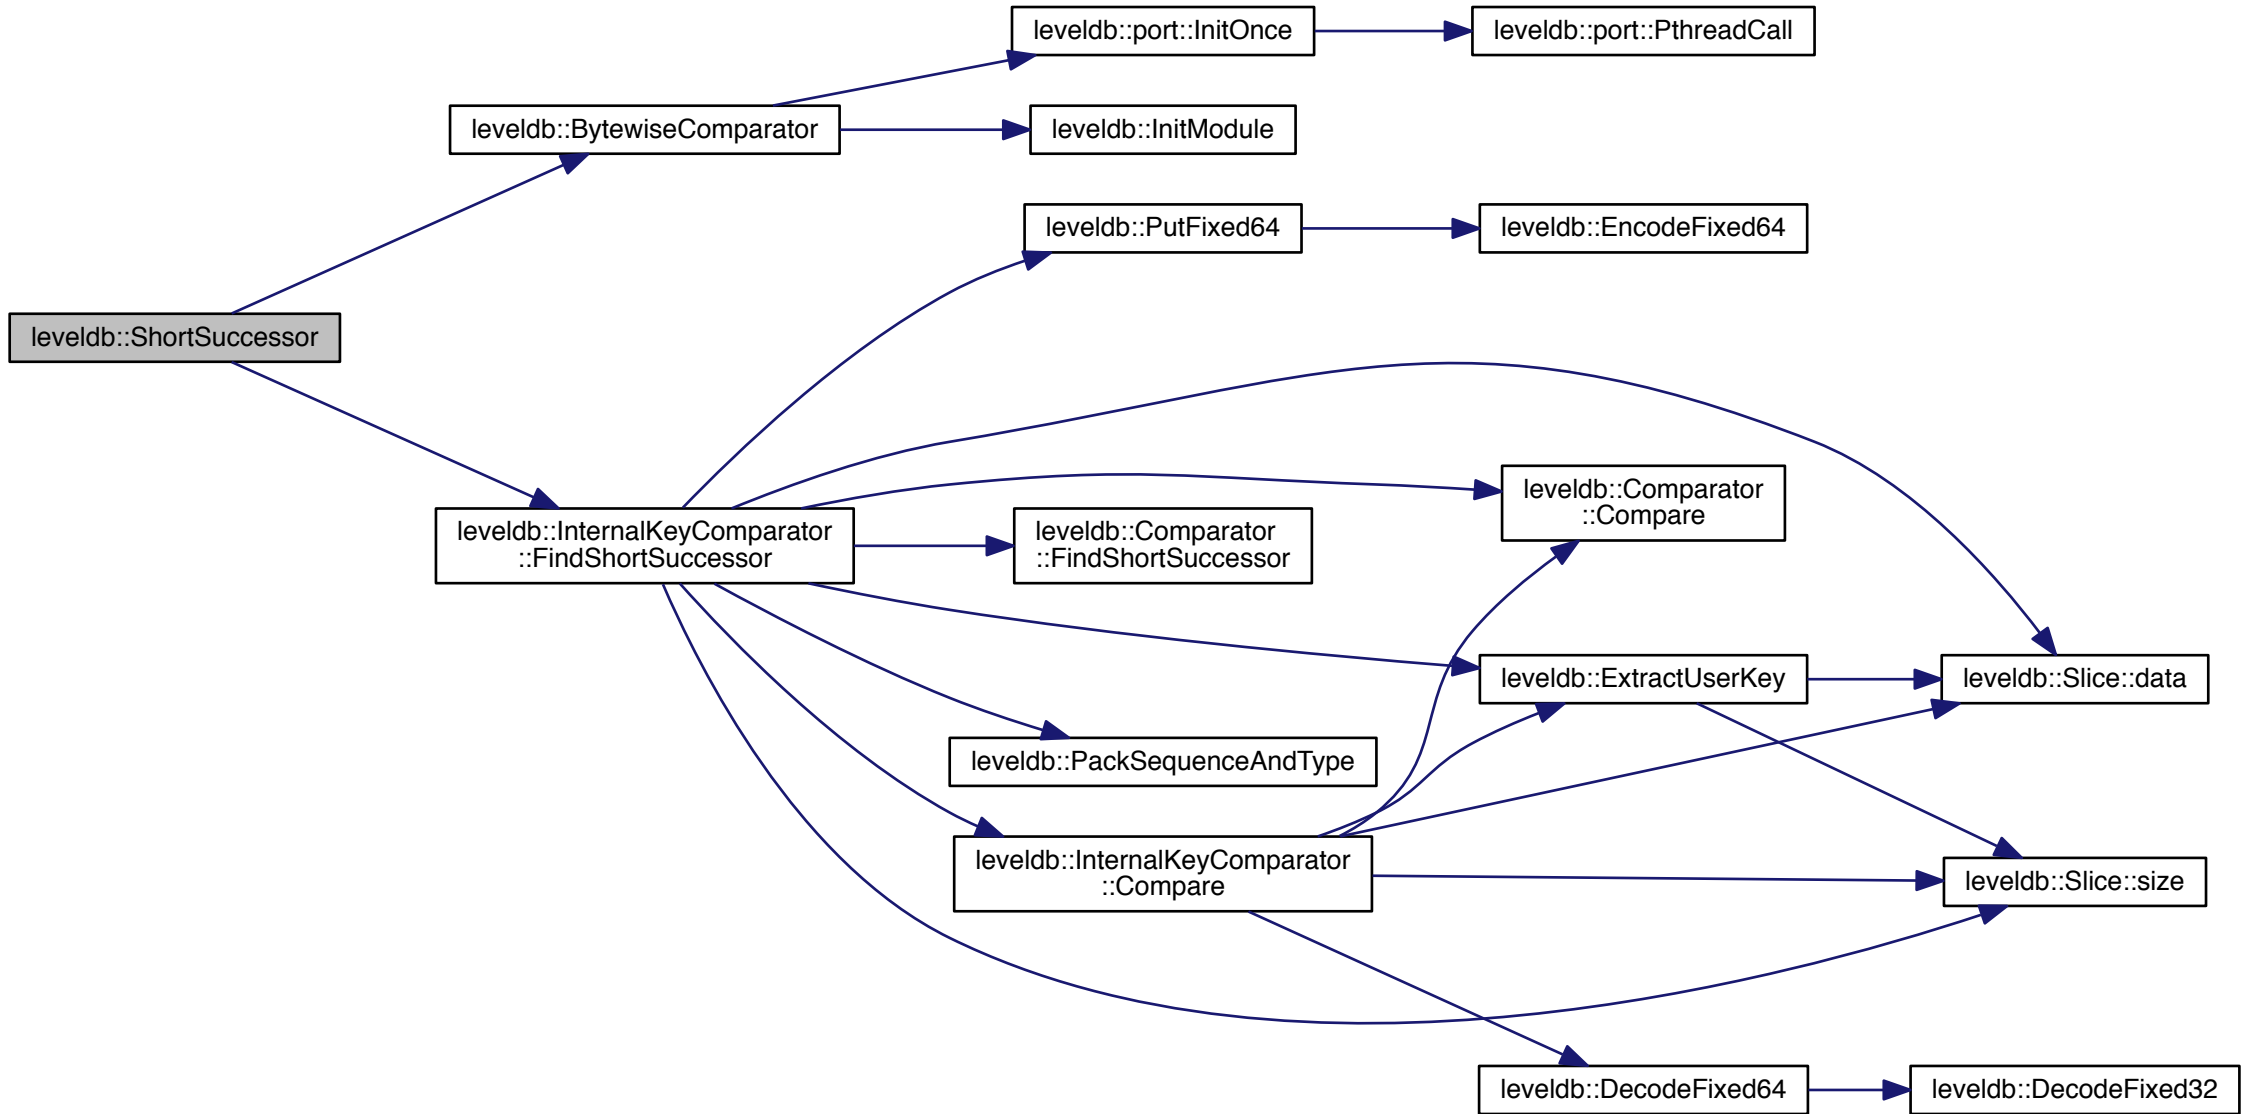 leveldb::port::InitOnce
leveldb::port::PthreadCall
leveldb::BytewiseComparator
leveldb::InitModule
leveldb::PutFixed64
leveldb::EncodeFixed64
leveldb::ShortSuccessor
leveldb::Comparator
::Compare
leveldb::InternalKeyComparator
::FindShortSuccessor
leveldb::Comparator
::FindShortSuccessor
leveldb::ExtractUserKey
leveldb::Slice::data
leveldb::PackSequenceAndType
leveldb::InternalKeyComparator
::Compare
leveldb::Slice::size
leveldb::DecodeFixed64
leveldb::DecodeFixed32